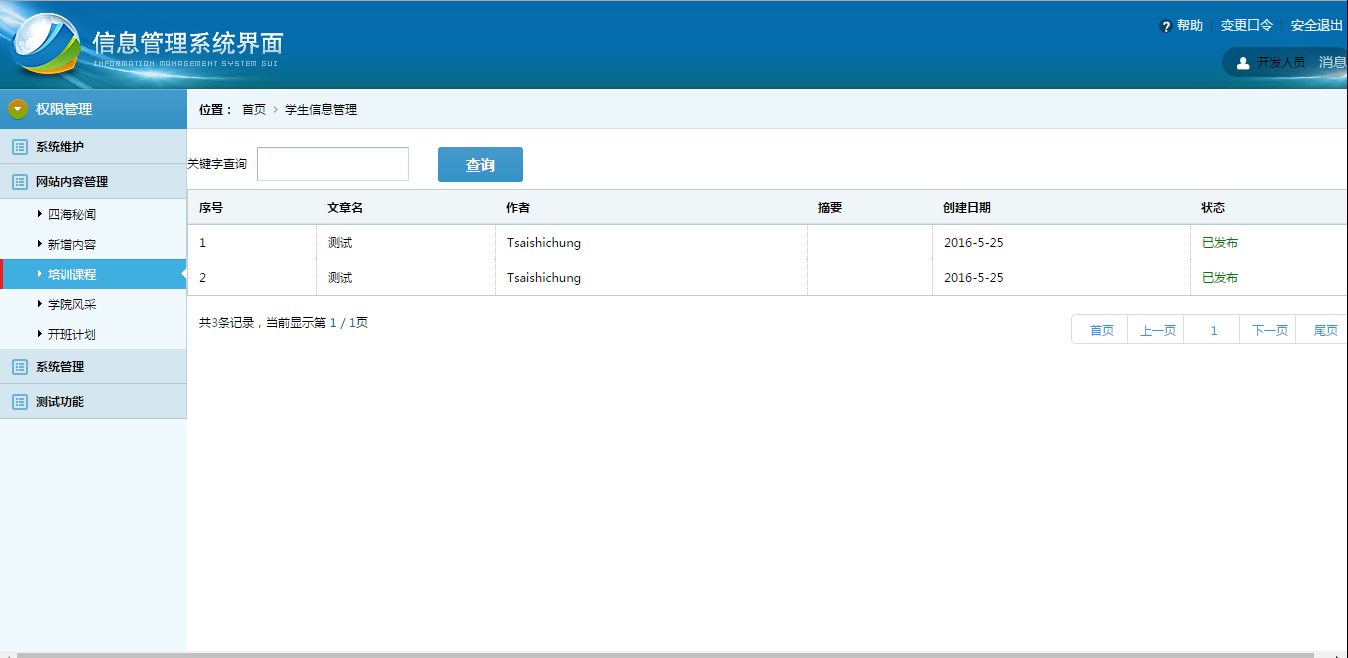 信息管理系统界面
INFORMATION MANAGEMENT SYSTEM GUI
? 帮助 变更口令 安全退出
开发人员 消息
权限管理
系统维护
网站内容管理
四海秘闻
新增内容
培训课程
学院风采
开班计划
系统管理
测试功能
位置： 首页 > 学生信息管理
关键字查询 查询
序号 文章名 作者 摘要 创建日期 状态
1 测试 Tsaishichung 2016-5-25 已发布
2 测试 Tsaishichung 2016-5-25 已发布
共3条记录，当前显示第 1 / 1页
首页 上一页 1 下一页 尾页